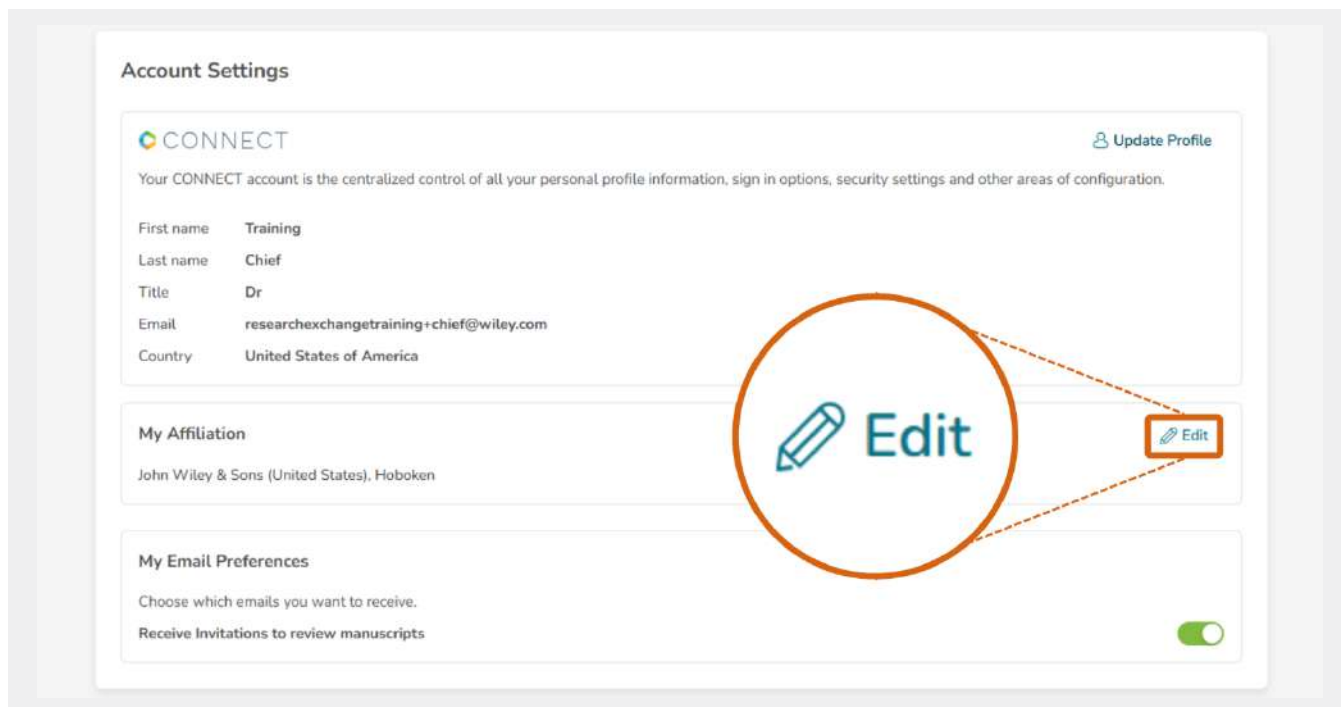 Account Settings
CONNECT
Update Profile
Your CONNECT account is the centralized control of all your personal profile information, sign in options, security settings and other areas of configuration.
First name Training
Last name Chief
Title Dr
Email researchexchangetraining+chief@wiley.com
Country United States of America
My Affiliation
Edit
Edit
John Wiley & Sons (United States), Hoboken
My Email Preferences
Choose which emails you want to receive.
Receive Invitations to review manuscripts